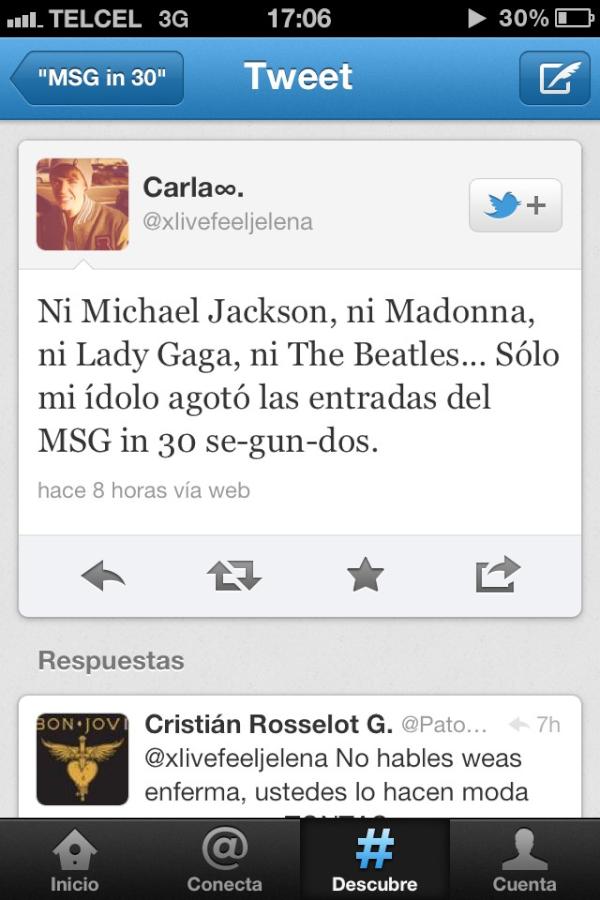 TELCEL 3G 17:06 30%
"MSG in 30" Tweet
Carla∞.
@xlivefeeljelena
Ni Michael Jackson, ni Madonna,
ni Lady Gaga, ni The Beatles... Sólo
mi ídolo agotó las entradas del
MSG in 30 se-gun-dos.
hace 8 horas vía web
Respuestas
BON•JOVI
Cristián Rosselot G. @Pato... 7h
@xlivefeeljelena No hables weas
enferma, ustedes lo hacen moda
Inicio Conecta Descubre Cuenta